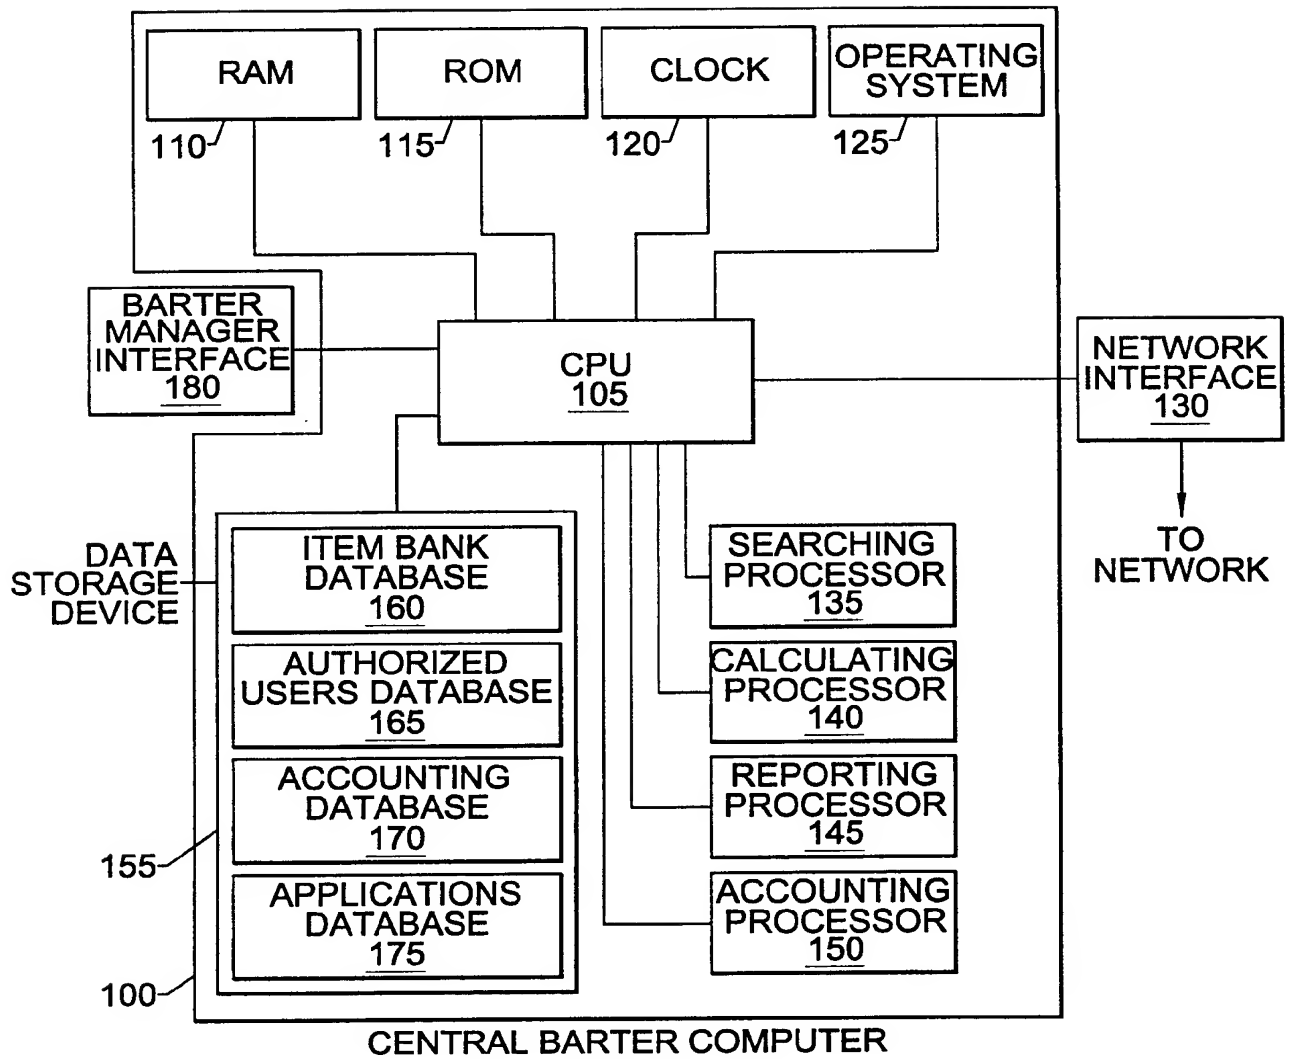 RAM
ROM
CLOCK
OPERATING
SYSTEM
110
115
120
125
BARTER
MANAGER
INTERFACE
180
CPU
105
NETWORK
INTERFACE
130
TO
NETWORK
DATA
STORAGE
DEVICE
ITEM BANK
DATABASE
160
AUTHORIZED
USERS DATABASE
165
ACCOUNTING
DATABASE
170
APPLICATIONS
DATABASE
175
155
100
SEARCHING
PROCESSOR
135
CALCULATING
PROCESSOR
140
REPORTING
PROCESSOR
145
ACCOUNTING
PROCESSOR
150
CENTRAL BARTER COMPUTER